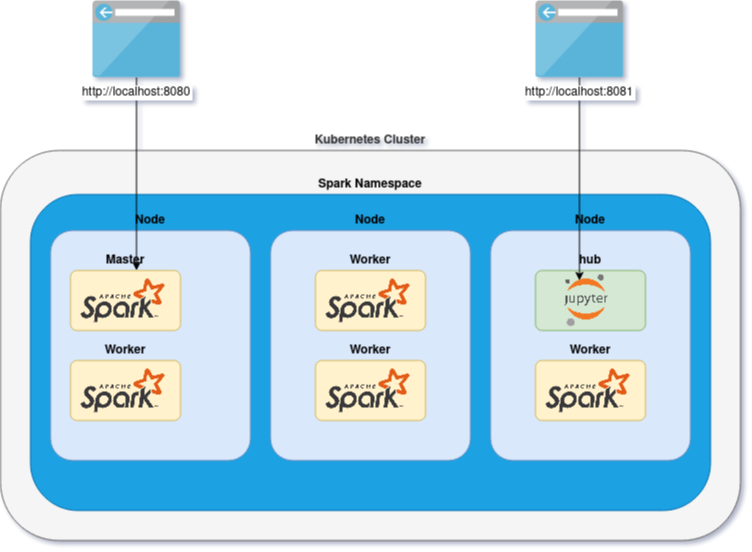 http://localhost:8080
http://localhost:8081
Kubernetes Cluster
Spark Namespace
Node
Node
Node
Master
Worker
hub
APACHE
Spark
APACHE
Spark
jupyter
Worker
Worker
Worker
APACHE
Spark
APACHE
Spark
APACHE
Spark